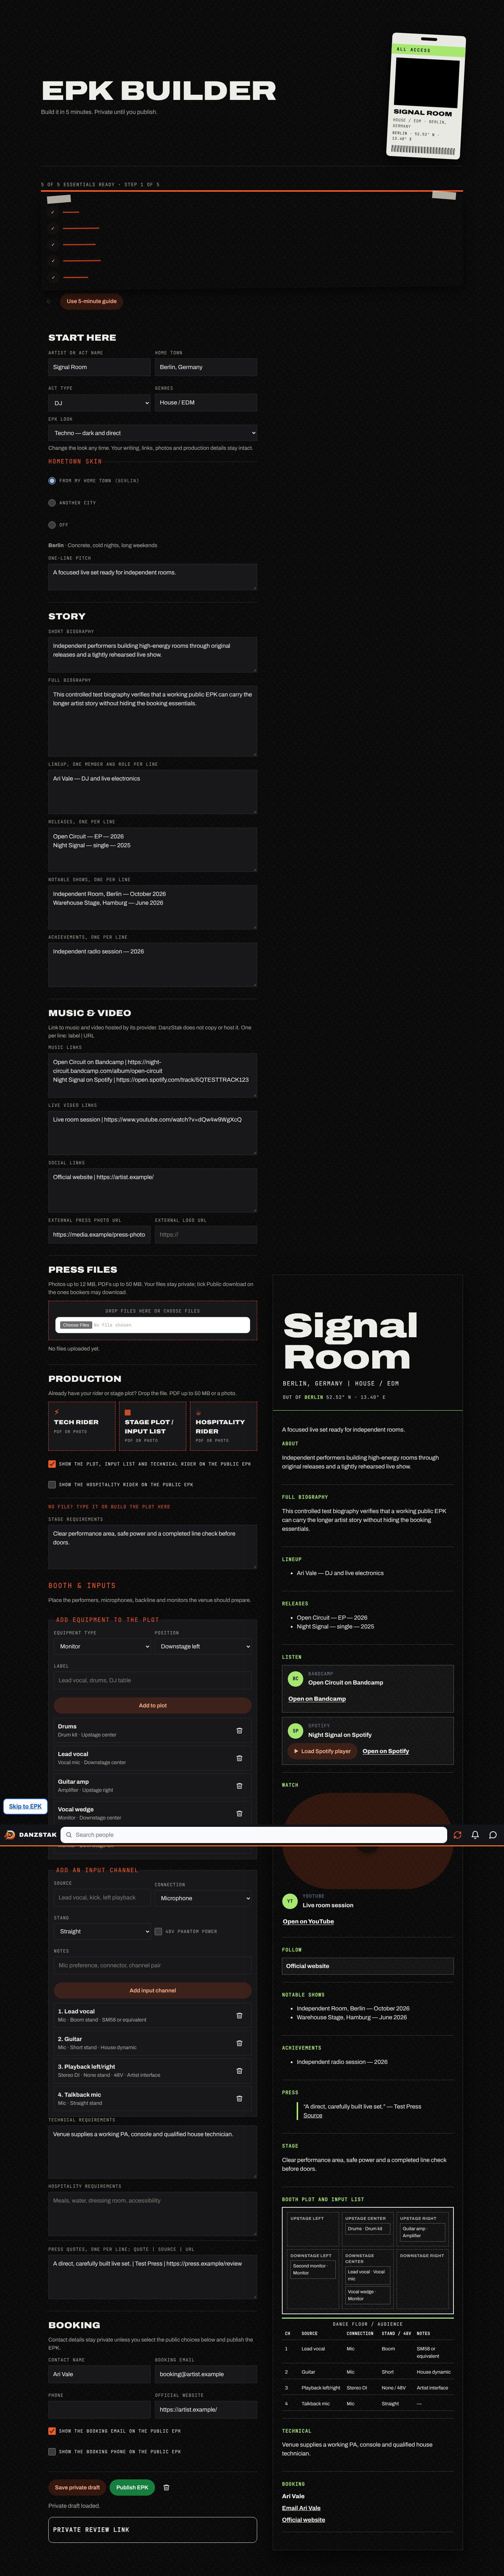 ALL ACCESS
SIGNAL ROOM
HOUSE / EDM · BERLIN,
GERMANY
BERLIN · 52.52° N ·
13.40° E
EPK BUILDER
Build it in 5 minutes. Private until you publish.
5 OF 5 ESSENTIALS READY · STEP 1 OF 5
Use 5-minute guide
START HERE
ARTIST OR ACT NAME
HOME TOWN
Signal Room
Berlin, Germany
ACT TYPE
GENRES
DJ
House / EDM
EPK LOOK
Techno — dark and direct
Change the look any time. Your writing, links, photos and production details stay intact.
HOMETOWN SKIN
FROM MY HOME TOWN (BERLIN)
ANOTHER CITY
OFF
Berlin · Concrete, cold nights, long weekends
ONE-LINE PITCH
A focused live set ready for independent rooms.
STORY
SHORT BIOGRAPHY
Independent performers building high-energy rooms through original
releases and a tightly rehearsed live show.
FULL BIOGRAPHY
This controlled test biography verifies that a working public EPK can carry the
longer artist story without hiding the booking essentials.
LINEUP, ONE MEMBER AND ROLE PER LINE
Ari Vale — DJ and live electronics
RELEASES, ONE PER LINE
Open Circuit — EP — 2026
Night Signal — single — 2025
NOTABLE SHOWS, ONE PER LINE
Independent Room, Berlin — October 2026
Warehouse Stage, Hamburg — June 2026
ACHIEVEMENTS, ONE PER LINE
Independent radio session — 2026
MUSIC & VIDEO
Link to music and video hosted by its provider. DanzStak does not copy or host it. One
per line: label | URL
MUSIC LINKS
Open Circuit on Bandcamp | https://night-
circuit.bandcamp.com/album/open-circuit
Night Signal on Spotify | https://open.spotify.com/track/5QTESTTRACK123
LIVE VIDEO LINKS
Live room session | https://www.youtube.com/watch?v=dQw4w9WgXcQ
SOCIAL LINKS
Official website | https://artist.example/
EXTERNAL PRESS PHOTO URL
EXTERNAL LOGO URL
https://media.example/press-photo
https://
PRESS FILES
Photos up to 12 MB, PDFs up to 50 MB. Your files stay private; tick Public download on
the ones bookers may download.
DROP FILES HERE OR CHOOSE FILES
Choose Files No file chosen
No files uploaded yet.
PRODUCTION
Already have your rider or stage plot? Drop the file. PDF up to 50 MB or a photo.
TECH RIDER
PDF OR PHOTO
STAGE PLOT /
INPUT LIST
PDF OR PHOTO
HOSPITALITY
RIDER
PDF OR PHOTO
SHOW THE PLOT, INPUT LIST AND TECHNICAL RIDER ON THE PUBLIC EPK
SHOW THE HOSPITALITY RIDER ON THE PUBLIC EPK
NO FILE? TYPE IT OR BUILD THE PLOT HERE
STAGE REQUIREMENTS
Clear performance area, safe power and a completed line check before
doors.
BOOTH & INPUTS
Place the performers, microphones, backline and monitors the venue should prepare.
ADD EQUIPMENT TO THE PLOT
EQUIPMENT TYPE
POSITION
Monitor
Downstage left
LABEL
Lead vocal, drums, DJ table
Add to plot
Drums
Drum kit · Upstage center
Lead vocal
Vocal mic · Downstage center
Guitar amp
Amplifier · Upstage right
Vocal wedge
Monitor · Downstage center
Skip to EPK
DANZSTAK
Search people
ADD AN INPUT CHANNEL
SOURCE
CONNECTION
Lead vocal, kick, left playback
Microphone
STAND
Straight
48V PHANTOM POWER
NOTES
Mic preference, connector, channel pair
Add input channel
1. Lead vocal
Mic · Boom stand · SM58 or equivalent
2. Guitar
Mic · Short stand · House dynamic
3. Playback left/right
Stereo DI · None stand · 48V · Artist interface
4. Talkback mic
Mic · Straight stand
TECHNICAL REQUIREMENTS
Venue supplies a working PA, console and qualified house technician.
HOSPITALITY REQUIREMENTS
Meals, water, dressing room, accessibility
PRESS QUOTES, ONE PER LINE: QUOTE | SOURCE | URL
A direct, carefully built live set. | Test Press | https://press.example/review
BOOKING
Contact details stay private unless you select the public choices below and publish the
EPK.
CONTACT NAME
BOOKING EMAIL
Ari Vale
booking@artist.example
PHONE
OFFICIAL WEBSITE
https://artist.example/
SHOW THE BOOKING EMAIL ON THE PUBLIC EPK
SHOW THE BOOKING PHONE ON THE PUBLIC EPK
Save private draft
Publish EPK
Private draft loaded.
PRIVATE REVIEW LINK
Signal
Room
BERLIN, GERMANY | HOUSE / EDM
OUT OF BERLIN 52.52° N · 13.40° E
A focused live set ready for independent rooms.
ABOUT
Independent performers building high-energy rooms through original
releases and a tightly rehearsed live show.
FULL BIOGRAPHY
This controlled test biography verifies that a working public EPK
can carry the longer artist story without hiding the booking
essentials.
LINEUP
Ari Vale — DJ and live electronics
RELEASES
Open Circuit — EP — 2026
Night Signal — single — 2025
LISTEN
BC
BANDCAMP
Open Circuit on Bandcamp
Open on Bandcamp
SP
SPOTIFY
Night Signal on Spotify
Load Spotify player
Open on Spotify
WATCH
YT
YOUTUBE
Live room session
Open on YouTube
FOLLOW
Official website
NOTABLE SHOWS
Independent Room, Berlin — October 2026
Warehouse Stage, Hamburg — June 2026
ACHIEVEMENTS
Independent radio session — 2026
PRESS
“A direct, carefully built live set.” — Test Press
Source
STAGE
Clear performance area, safe power and a completed line check
before doors.
BOOTH PLOT AND INPUT LIST
UPSTAGE LEFT
UPSTAGE CENTER
Drums · Drum kit
UPSTAGE RIGHT
Guitar amp ·
Amplifier
DOWNSTAGE LEFT
Second monitor ·
Monitor
DOWNSTAGE
CENTER
Lead vocal · Vocal
mic
Vocal wedge ·
Monitor
DOWNSTAGE RIGHT
DANCE FLOOR / AUDIENCE
CH SOURCE CONNECTION STAND / 48V NOTES
1 Lead vocal Mic Boom SM58 or
equivalent
2 Guitar Mic Short House dynamic
3 Playback left/right Stereo DI None / 48V Artist interface
4 Talkback mic Mic Straight —
TECHNICAL
Venue supplies a working PA, console and qualified house
technician.
BOOKING
Ari Vale
Email Ari Vale
Official website